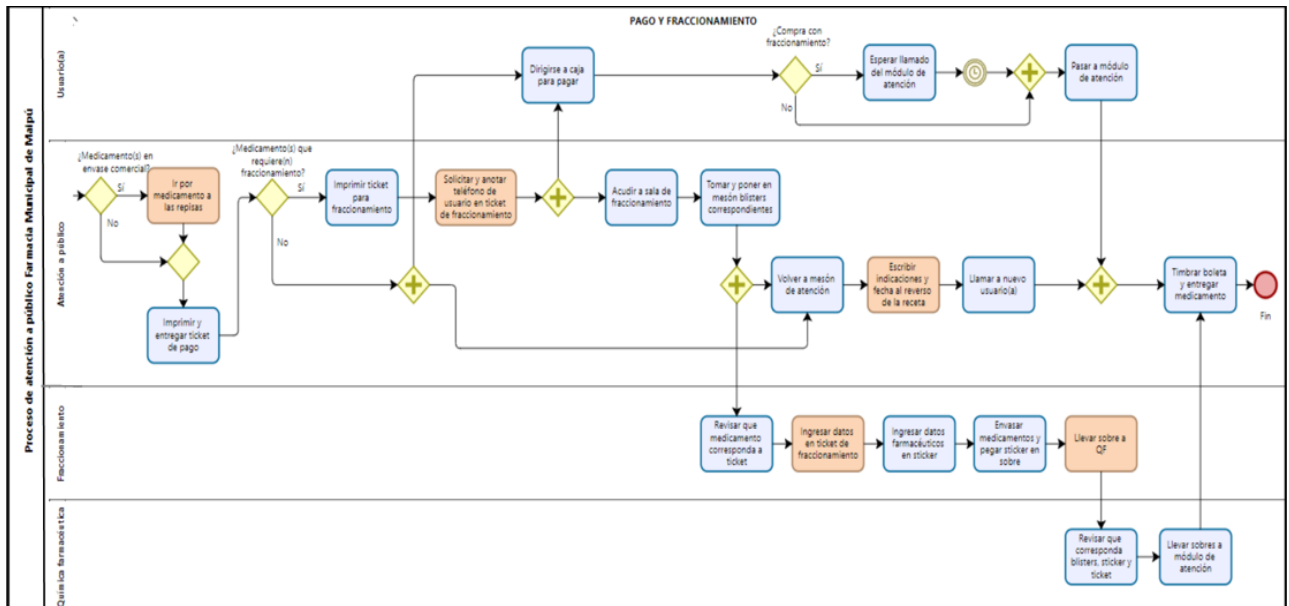 PAGO Y FRACCIONAMIENTO
Proceso de atención a público Farmacia Municipal de Maipú
Usuario(a)
Dirigirse a caja
para pagar
¿Compra con
fraccionamiento?
Sí
No
Esperar llamado
del módulo de
atención
Pasar a módulo
de atención
Atención a público
¿Medicamento(s) en
envase comercial?
Sí
No
Ir por
medicamento a
las repisas
Imprimir y
entregar ticket
de pago
¿Medicamento(s) que
requiere(n)
fraccionamiento?
Sí
No
Imprimir ticket
para
fraccionamiento
Solicitar y anotar
teléfono de
usuario en ticket
de fraccionamiento
Acudir a sala de
fraccionamiento
Tomar y poner en
mesón blisters
correspondientes
Volver a mesón
de atención
Escribir
indicaciones y
fecha al reverso
de la receta
Llamar a nuevo
usuario(a)
Timbrar boleta
y entregar
medicamento
Fin
Fraccionamiento
Revisar que
medicamento
corresponda a
ticket
Ingresar datos
en ticket de
fraccionamiento
Ingresar datos
farmacéuticos
en sticker
Envasar
medicamentos y
pegar sticker en
sobre
Llevar sobre a
QF
Química farmacéutica
Revisar que
corresponda
blisters, sticker y
ticket
Llevar sobres a
módulo de
atención